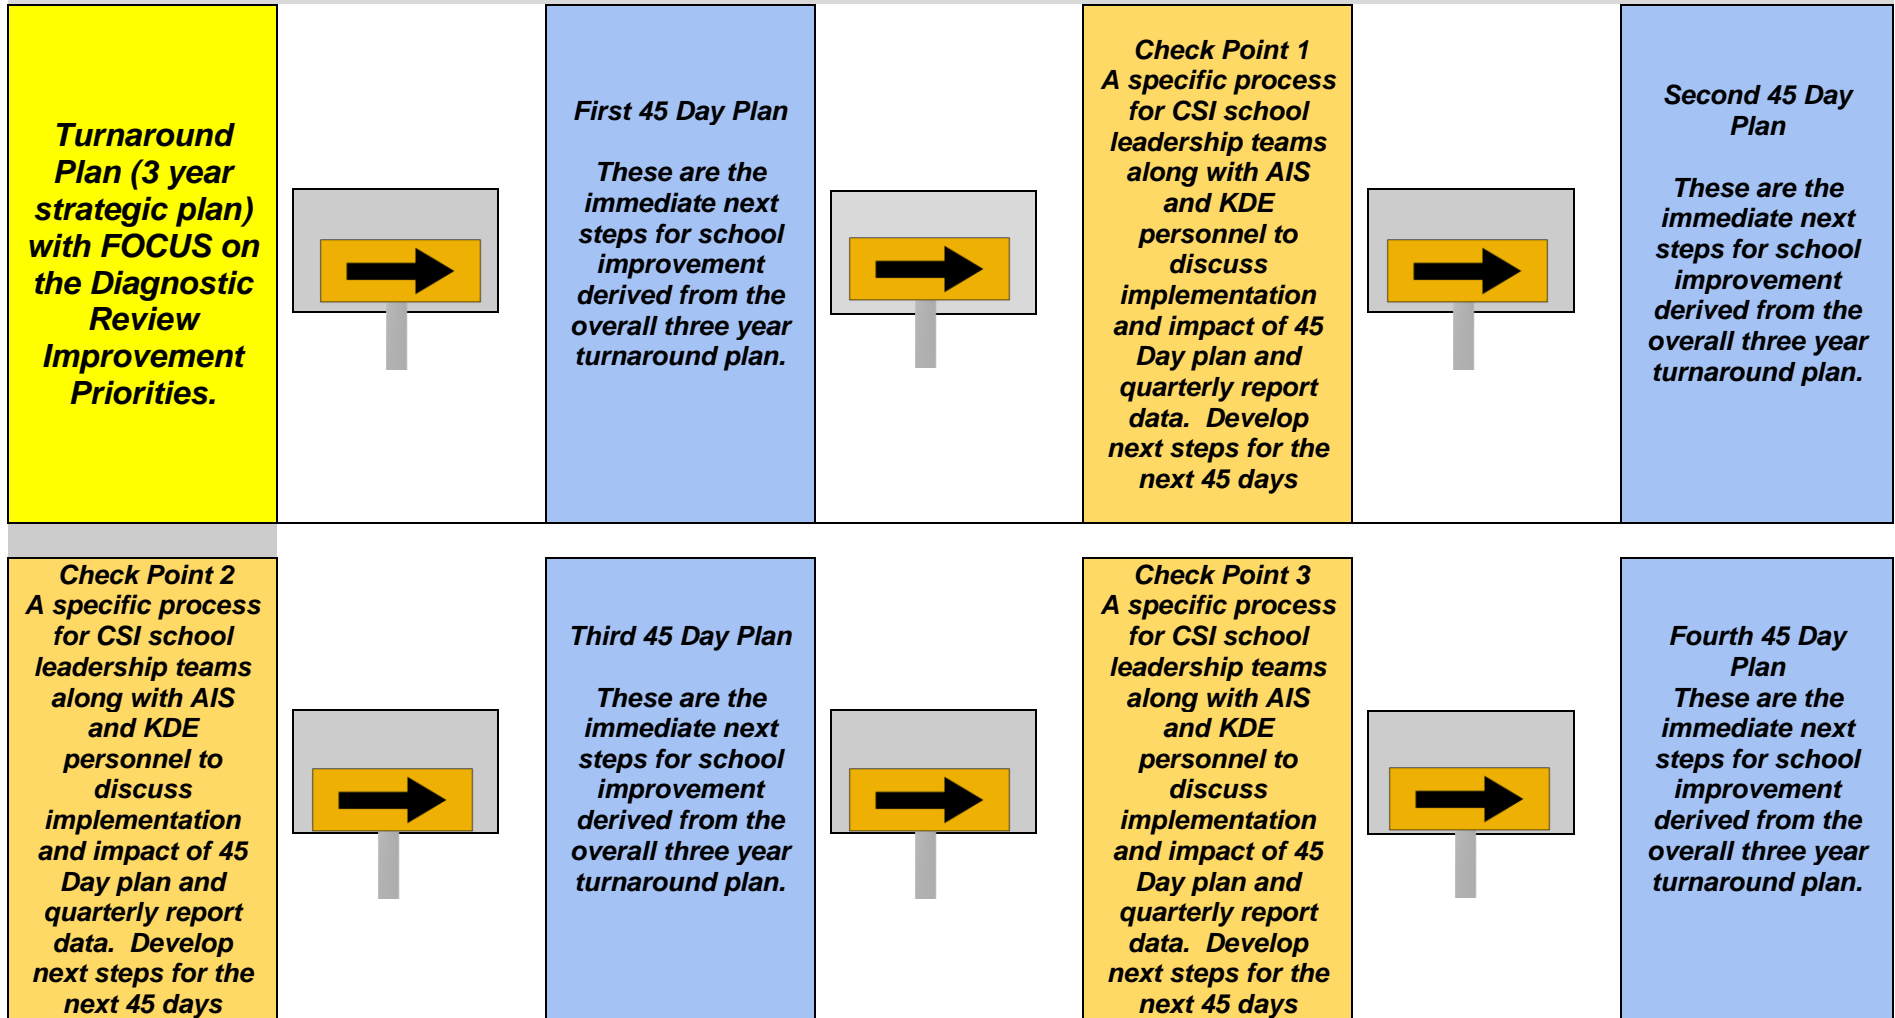 Turnaround
Plan (3 year
strategic plan)
with FOCUS on
the Diagnostic
Review
Improvement
Priorities.
First 45 Day Plan
These are the
immediate next
steps for school
improvement
derived from the
overall three year
turnaround plan.
Check Point 1
A specific process
for CSI school
leadership teams
along with AIS
and KDE
personnel to
discuss
implementation
and impact of 45
Day plan and
quarterly report
data.  Develop
next steps for the
next 45 days
Second 45 Day
Plan
These are the
immediate next
steps for school
improvement
derived from the
overall three year
turnaround plan.
Check Point 2
A specific process
for CSI school
leadership teams
along with AIS
and KDE
personnel to
discuss
implementation
and impact of 45
Day plan and
quarterly report
data.  Develop
next steps for the
next 45 days
Third 45 Day Plan
These are the
immediate next
steps for school
improvement
derived from the
overall three year
turnaround plan.
Check Point 3
A specific process
for CSI school
leadership teams
along with AIS
and KDE
personnel to
discuss
implementation
and impact of 45
Day plan and
quarterly report
data.  Develop
next steps for the
next 45 days
Fourth 45 Day
Plan
These are the
immediate next
steps for school
improvement
derived from the
overall three year
turnaround plan.